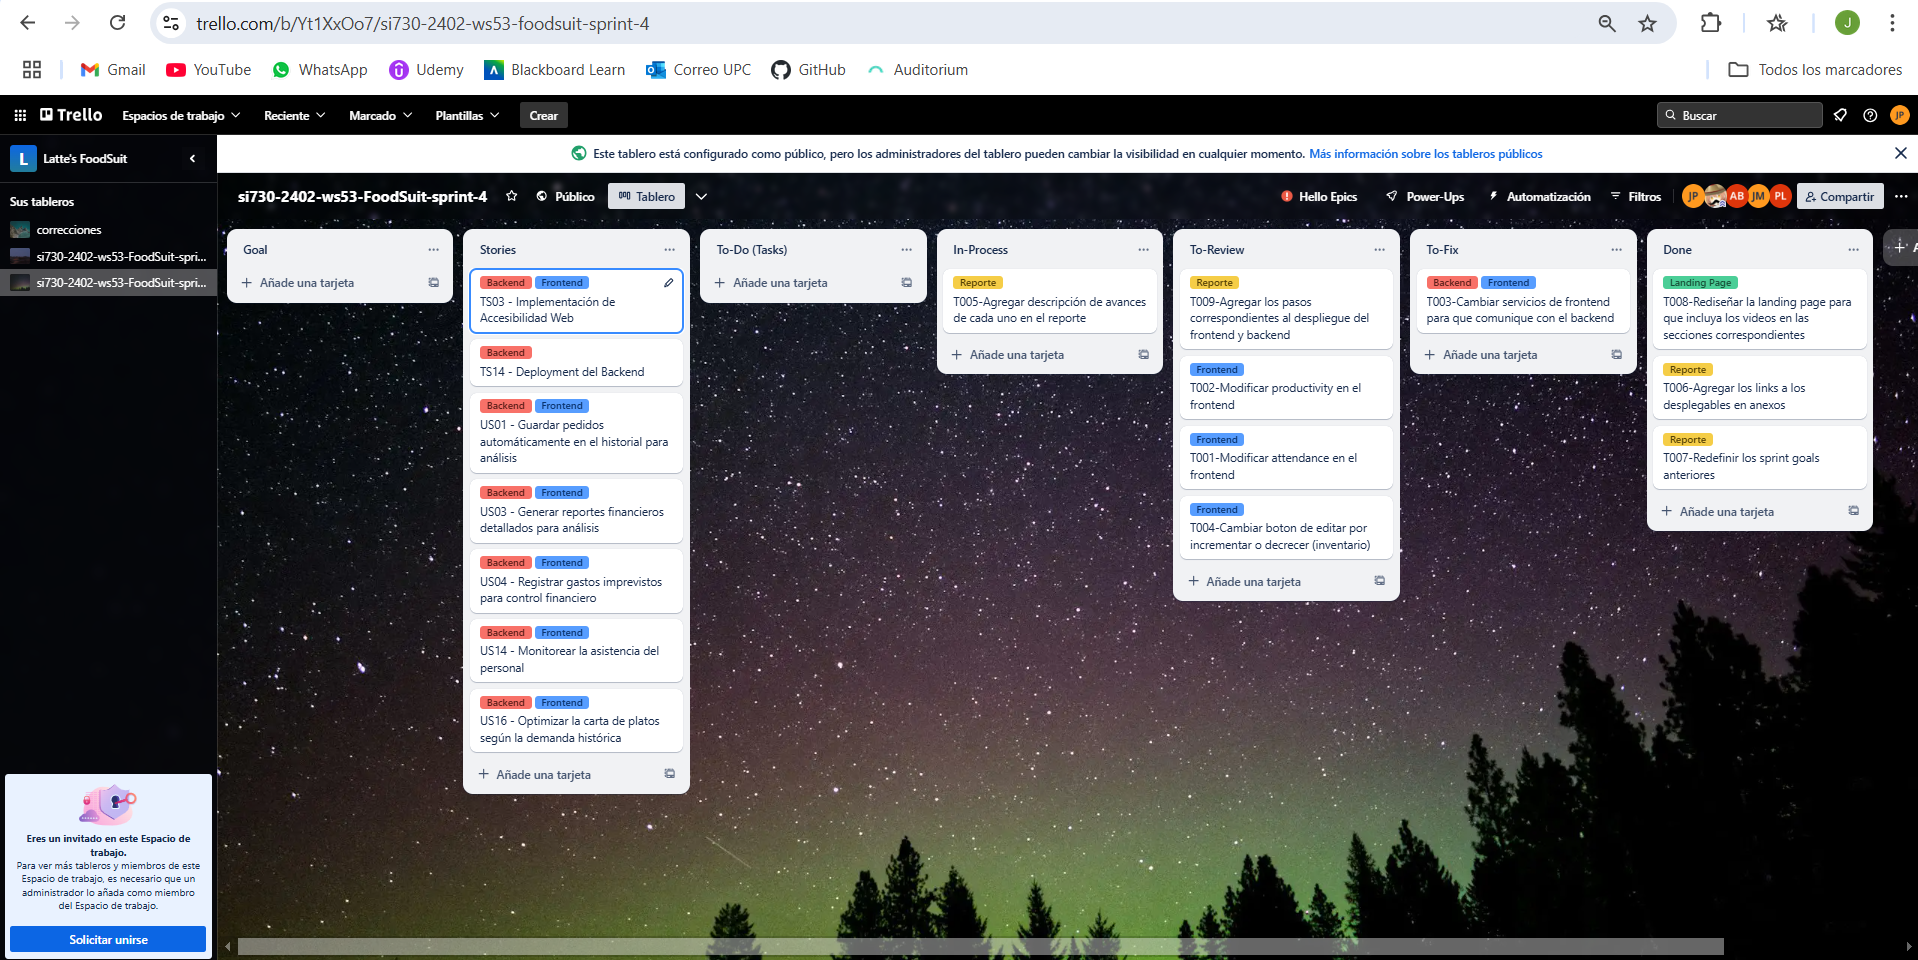 trello.com/b/Yt1XxOo7/si730-2402-ws53-foodsuit-sprint-4
J
Gmail
YouTube
WhatsApp
Udemy
Blackboard Learn
Correo UPC
GitHub
Auditorium
Todos los marcadores
Trello
Espacios de trabajo
Reciente
Marcado
Plantillas
Crear
Buscar
JP
L
Latte's FoodSuit
Este tablero está configurado como público, pero los administradores del tablero pueden cambiar la visibilidad en cualquier momento. Más información sobre los tableros públicos
Sus tableros
correcciones
si730-2402-ws53-FoodSuit-spri...
si730-2402-ws53-FoodSuit-spri...
si730-2402-ws53-FoodSuit-sprint-4
Público
Tablero
Hello Epics
Power-Ups
Automatización
Filtros
JP
AB
JM
PL
Compartir
Goal
Añade una tarjeta
Stories
Backend Frontend
TS03 - Implementación de
Accesibilidad Web
Backend
TS14 - Deployment del Backend
Backend Frontend
US01 - Guardar pedidos
automáticamente en el historial para
análisis
Backend Frontend
US03 - Generar reportes financieros
detallados para análisis
Backend Frontend
US04 - Registrar gastos imprevistos
para control financiero
Backend Frontend
US14 - Monitorear la asistencia del
personal
Backend Frontend
US16 - Optimizar la carta de platos
según la demanda histórica
Añade una tarjeta
To-Do (Tasks)
Añade una tarjeta
In-Process
Reporte
T005-Agregar descripción de avances
de cada uno en el reporte
Añade una tarjeta
To-Review
Reporte
T009-Agregar los pasos
correspondientes al despliegue del
frontend y backend
Frontend
T002-Modificar productivity en el
frontend
Frontend
T001-Modificar attendance en el
frontend
Frontend
T004-Cambiar boton de editar por
incrementar o decrecer (inventario)
Añade una tarjeta
To-Fix
Backend Frontend
T003-Cambiar servicios de frontend
para que comunique con el backend
Añade una tarjeta
Done
Landing Page
T008-Rediseñar la landing page para
que incluya los videos en las
secciones correspondientes
Reporte
T006-Agregar los links a los
desplegables en anexos
Reporte
T007-Redefinir los sprint goals
anteriores
Añade una tarjeta
Eres un invitado en este Espacio de
trabajo.
Para ver más tableros y miembros de este
Espacio de trabajo, es necesario que un
administrador lo añada como miembro
del Espacio de trabajo.
Solicitar unirse